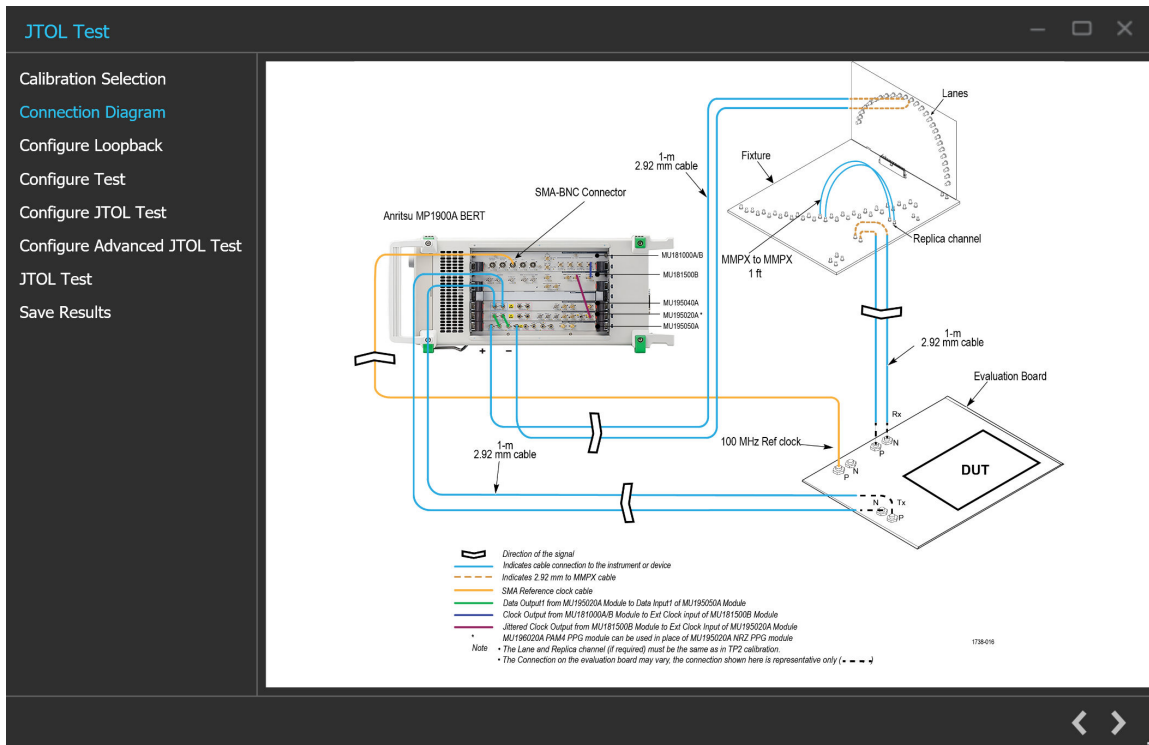 JTOL Test
Calibration Selection
Connection Diagram
Configure Loopback
Configure Test
Configure JTOL Test
Configure Advanced JTOL Test
JTOL Test
Save Results
Lanes
1-m
2.92 mm cable
Fixture
SMA-BNC Connector
Anritsu MP1900A BERT
Replica channel
MMPX to MMPX
1 ft
MU181000A/B
MU181500B
MU195040A
MU195020A *
MU195050A
+ –
1-m
2.92 mm cable
Evaluation Board
Rx
N
P
100 MHz Ref clock
N
P
DUT
1-m
2.92 mm cable
N Tx
P
Direction of the signal
Indicates cable connection to the instrument or device
Indicates 2.92 mm to MMPX cable
SMA Reference clock cable
Data Output1 from MU195020A Module to Data Input1 of MU195050A Module
Clock Output from MU181000A/B Module to Ext Clock input of MU181500B Module
Jittered Clock Output from MU181500B Module to Ext Clock Input of MU195020A Module
* MU196020A PAM4 PPG module can be used in place of MU195020A NRZ PPG module
Note • The Lane and Replica channel (if required) must be the same as in TP2 calibration.
• The Connection on the evaluation board may vary, the connection shown here is representative only (- - - -)
1738-016